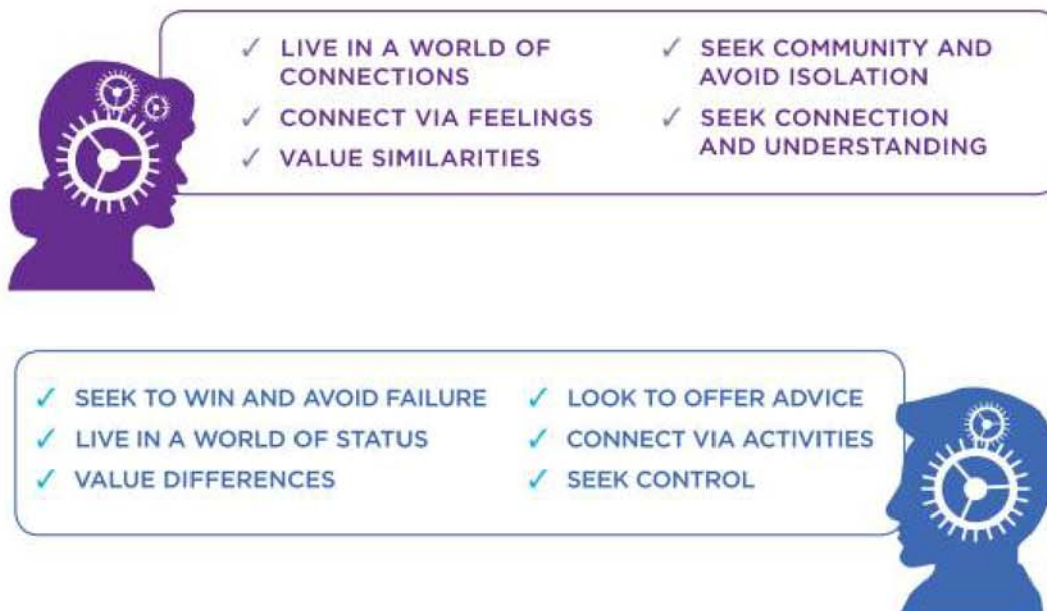 ✓ LIVE IN A WORLD OF
CONNECTIONS
✓ CONNECT VIA FEELINGS
✓ VALUE SIMILARITIES
✓ SEEK COMMUNITY AND
AVOID ISOLATION
✓ SEEK CONNECTION
AND UNDERSTANDING
✓ SEEK TO WIN AND AVOID FAILURE
✓ LIVE IN A WORLD OF STATUS
✓ VALUE DIFFERENCES
✓ LOOK TO OFFER ADVICE
✓ CONNECT VIA ACTIVITIES
✓ SEEK CONTROL